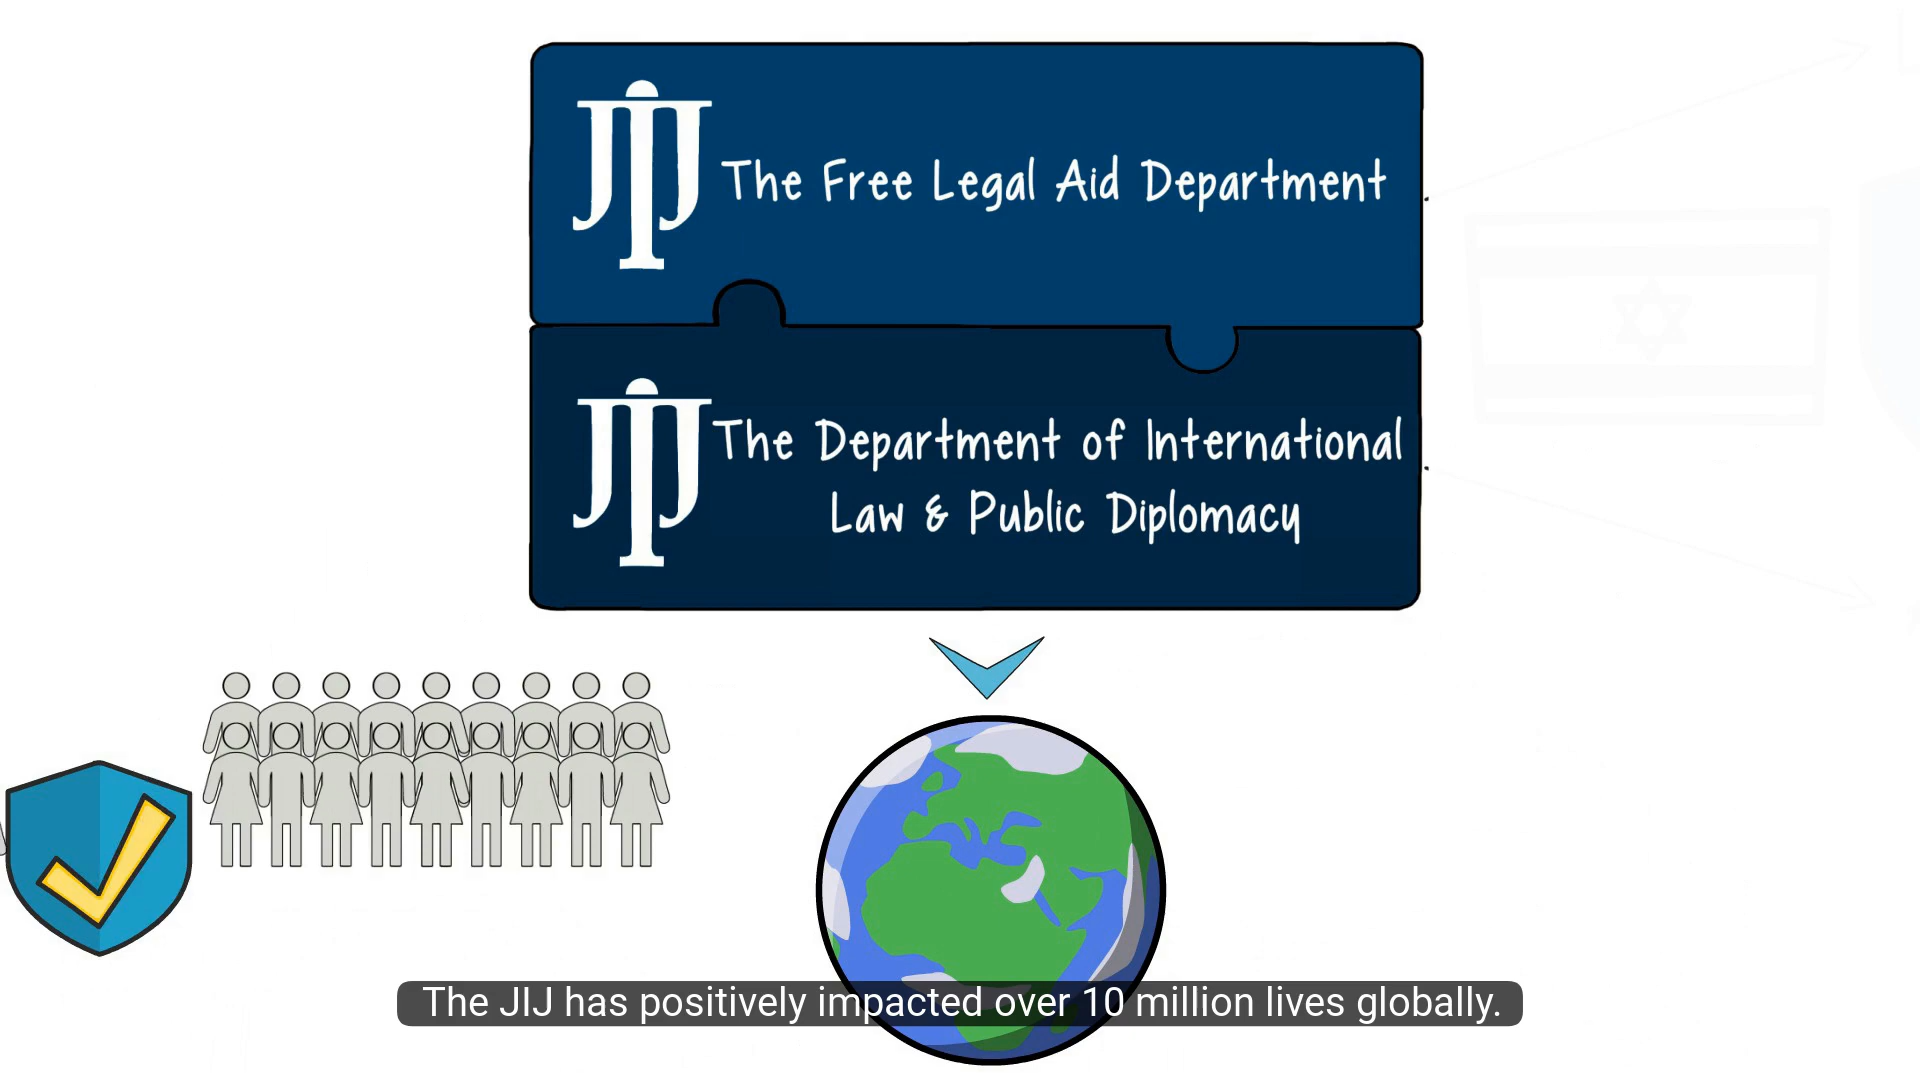 JIJ
The Free Legal Aid Department
JIJ
The Department of International
Law & Public Diplomacy
The JIJ has positively impacted over 10 million lives globally.